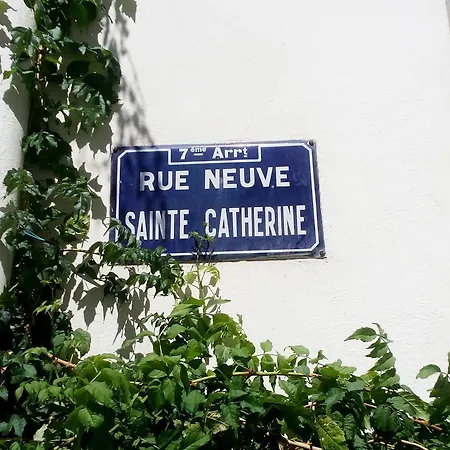 7ème Arrt
RUE NEUVE
SAINTE CATHERINE